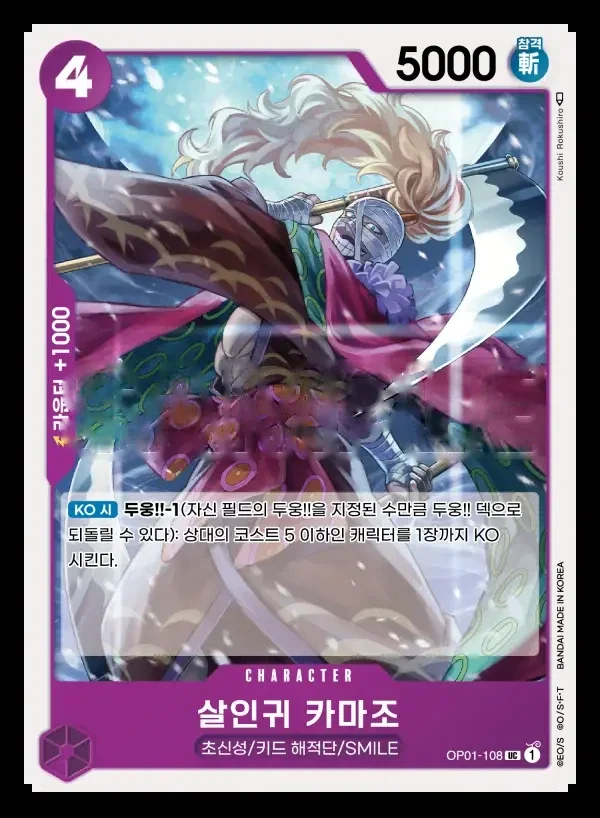 4
5000
참격
斬
Koushi Rokushiro
카운터 +1000
KO 시 두웅!!-1(자신 필드의 두웅!!을 지정된 수만큼 두웅!! 덱으로
되돌릴 수 있다): 상대의 코스트 5 이하인 캐릭터를 1장까지 KO
시킨다.
BANDAI MADE IN KOREA
©EO/S ©O/S·F·T
CHARACTER
살인귀 카마조
초신성/키드 해적단/SMILE
OP01-108 UC 1